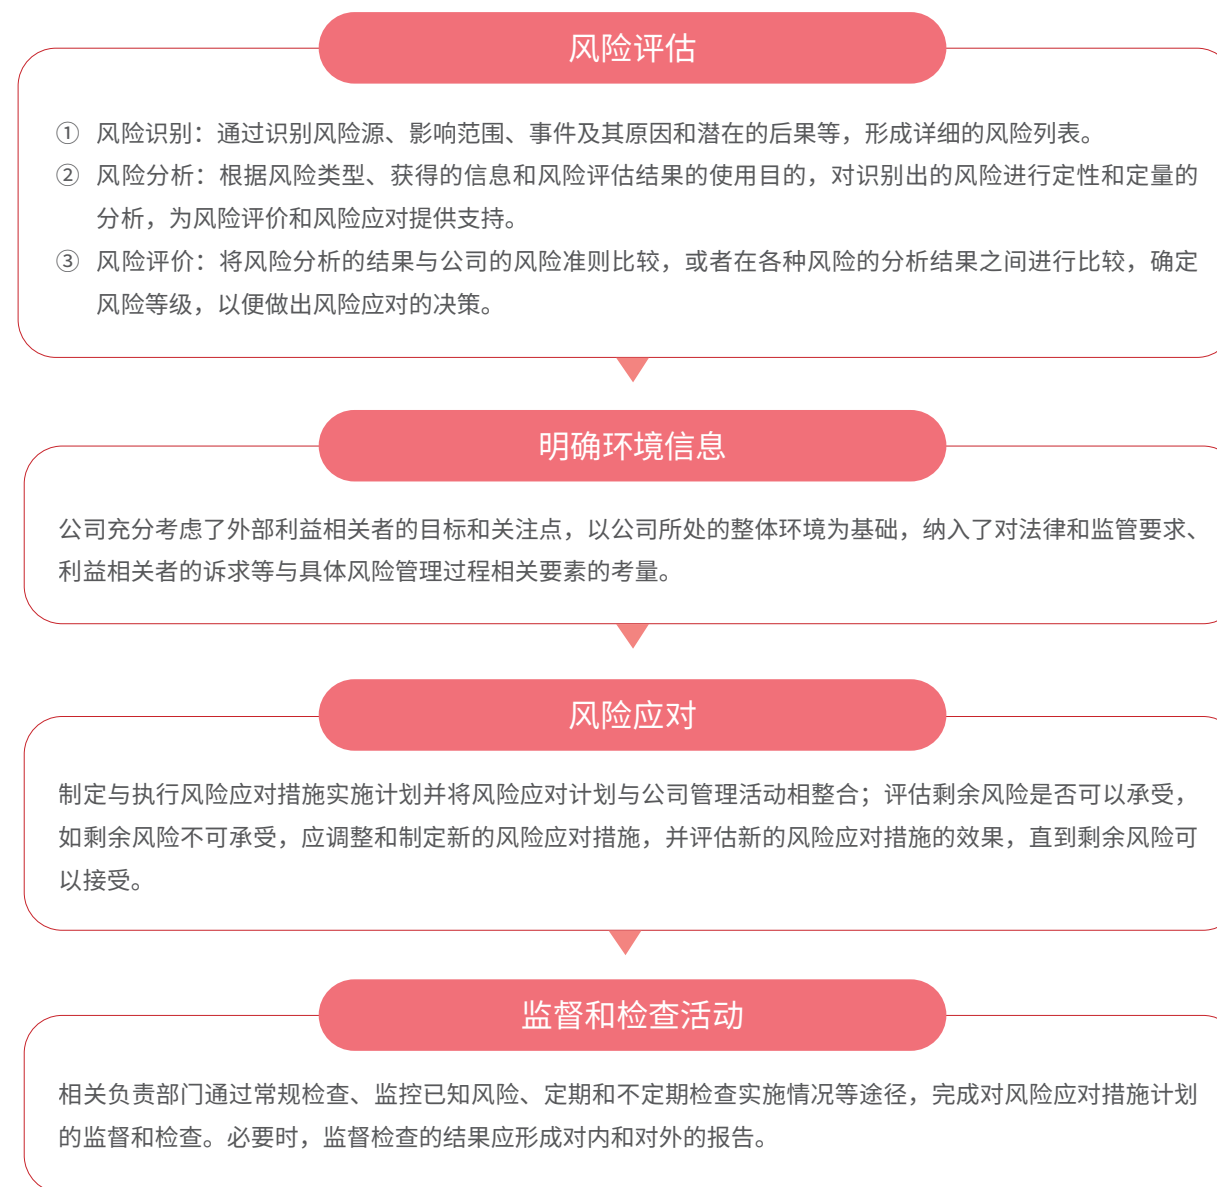 风险评估
① 风险识别：通过识别风险源、影响范围、事件及其原因和潜在的后果等，形成详细的风险列表。
② 风险分析：根据风险类型、获得的信息和风险评估结果的使用目的，对识别出的风险进行定性和定量的
分析，为风险评价和风险应对提供支持。
③ 风险评价：将风险分析的结果与公司的风险准则比较，或者在各种风险的分析结果之间进行比较，确定
风险等级，以便做出风险应对的决策。
明确环境信息
公司充分考虑了外部利益相关者的目标和关注点，以公司所处的整体环境为基础，纳入了对法律和监管要求、
利益相关者的诉求等与具体风险管理过程相关要素的考量。
风险应对
制定与执行风险应对措施实施计划并将风险应对计划与公司管理活动相整合；评估剩余风险是否可以承受，
如剩余风险不可承受，应调整和制定新的风险应对措施，并评估新的风险应对措施的效果，直到剩余风险可
以接受。
监督和检查活动
相关负责部门通过常规检查、监控已知风险、定期和不定期检查实施情况等途径，完成对风险应对措施计划
的监督和检查。必要时，监督检查的结果应形成对内和对外的报告。